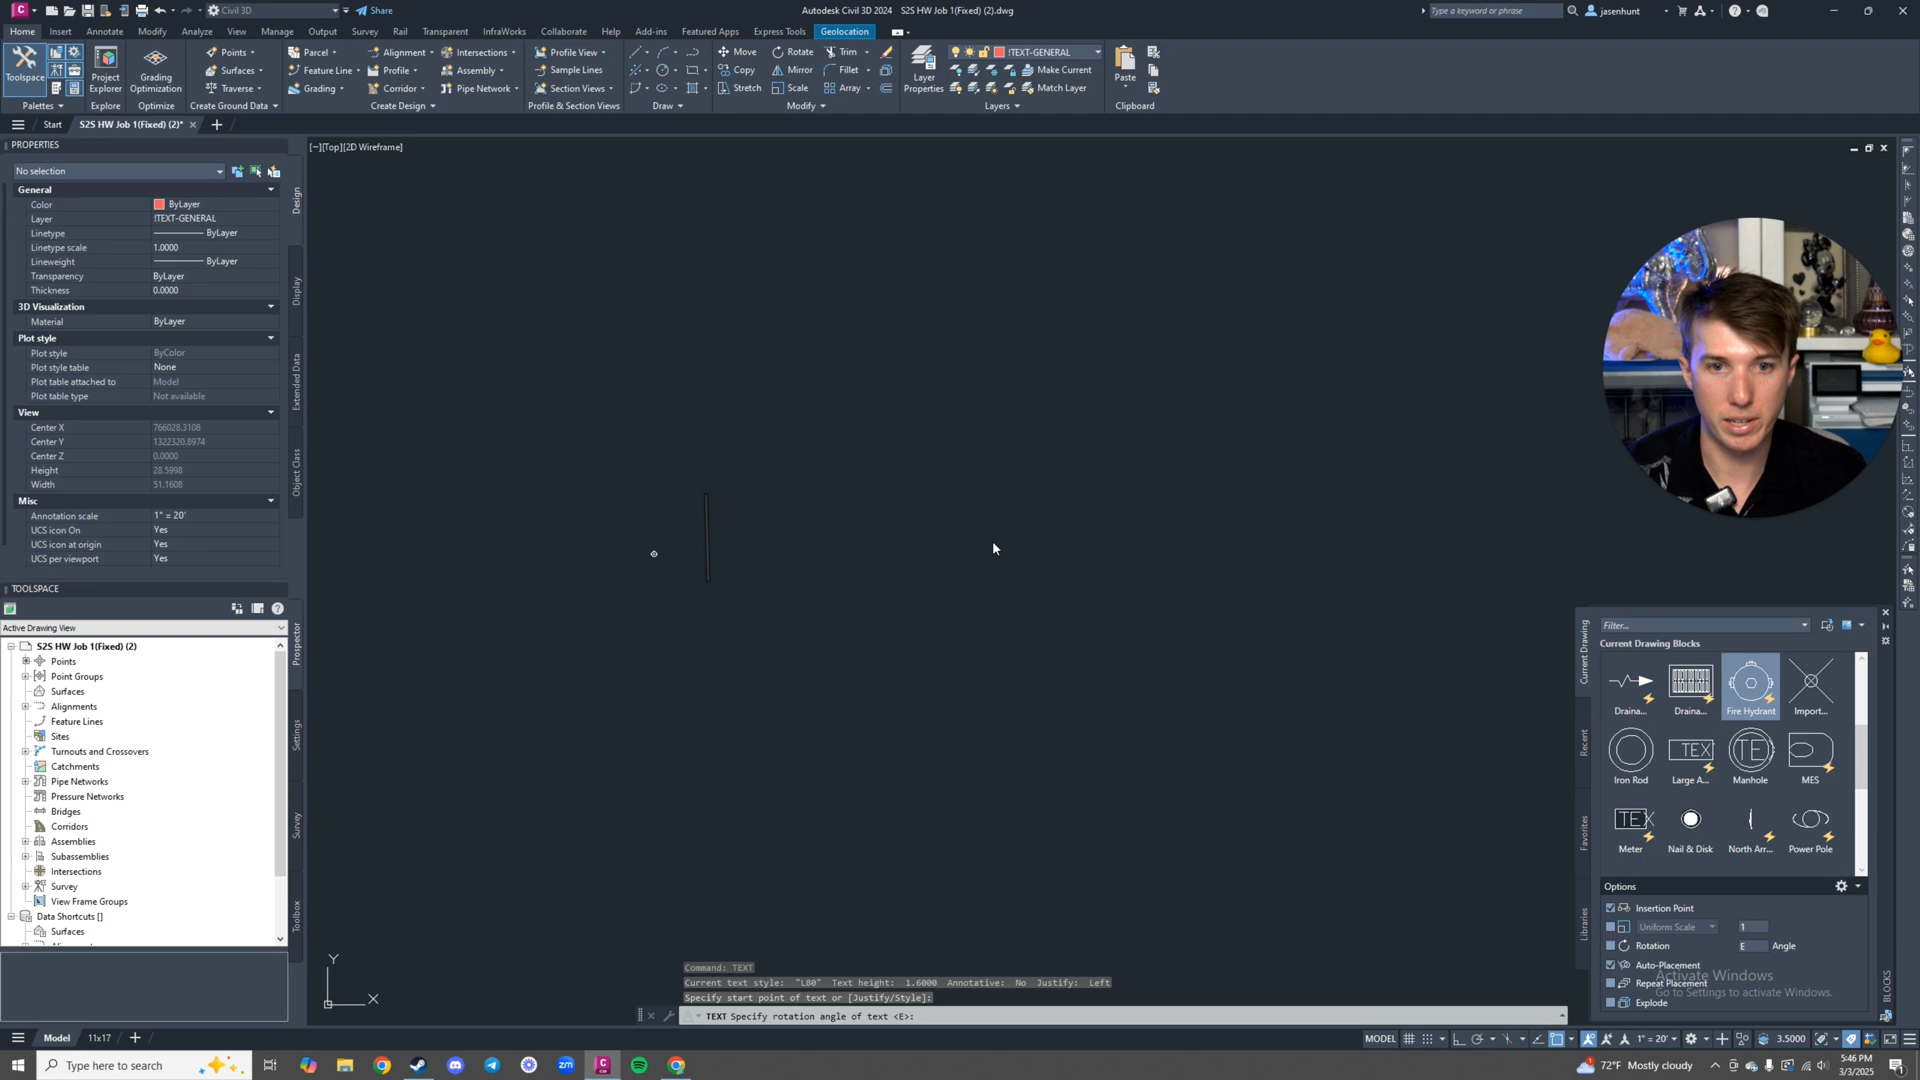 Civil 3D
Share
Autodesk Civil 3D 2024   S2S HW Job 1(Fixed) (2).dwg
Type a keyword or phrase
jasenhunt
Home Insert Annotate Modify Analyze View Manage Output Survey Rail Transparent InfraWorks Collaborate Help Add-ins Featured Apps Express Tools Geolocation
Toolspace
Project Explorer
Grading Optimization
Points
Surfaces
Traverse
Parcel
Feature Line
Grading
Alignment
Profile
Corridor
Intersections
Assembly
Pipe Network
Profile View
Sample Lines
Section Views
Move
Copy
Stretch
Rotate
Mirror
Scale
Trim
Fillet
Array
Layer Properties
!TEXT-GENERAL
Make Current
Match Layer
Paste
Palettes Explore Optimize Create Ground Data Create Design Profile & Section Views Draw Modify Layers Clipboard
Start
S2S HW Job 1(Fixed) (2)*
PROPERTIES
[−][Top][2D Wireframe]
No selection
General
Color ByLayer
Layer !TEXT-GENERAL
Linetype ByLayer
Linetype scale 1.0000
Lineweight ByLayer
Transparency ByLayer
Thickness 0.0000
3D Visualization
Material ByLayer
Plot style
Plot style ByColor
Plot style table None
Plot table attached to Model
Plot table type Not available
View
Center X 766028.3108
Center Y 1322320.8974
Center Z 0.0000
Height 28.5998
Width 51.1608
Misc
Annotation scale 1" = 20'
UCS icon On Yes
UCS icon at origin Yes
UCS per viewport Yes
Design
Display
Extended Data
Object Class
TOOLSPACE
Active Drawing View
S2S HW Job 1(Fixed) (2)
Points
Point Groups
Surfaces
Alignments
Feature Lines
Sites
Turnouts and Crossovers
Catchments
Pipe Networks
Pressure Networks
Bridges
Corridors
Assemblies
Subassemblies
Intersections
Survey
View Frame Groups
Data Shortcuts []
Surfaces
Prospector
Settings
Survey
Toolbox
Y
X
Command: TEXT
Current text style: "L80" Text height: 1.6000 Annotative: No Justify: Left
Specify start point of text or [Justify/Style]:
TEXT Specify rotation angle of text <E>:
Filter...
Current Drawing Blocks
Draina... Draina... Fire Hydrant Import...
TEX TE
Iron Rod Large A... Manhole MES
TEX
Meter Nail & Disk North Arr... Power Pole
Current Drawing
Recent
Favorites
Libraries
Options
Insertion Point
Uniform Scale 1
Rotation E Angle
Auto-Placement
Repeat Placement
Explode
BLOCKS
Activate Windows
Go to Settings to activate Windows.
Model 11x17
MODEL 1" = 20' 3.5000
Type here to search
zm
72°F Mostly cloudy
5:46 PM
3/3/2025